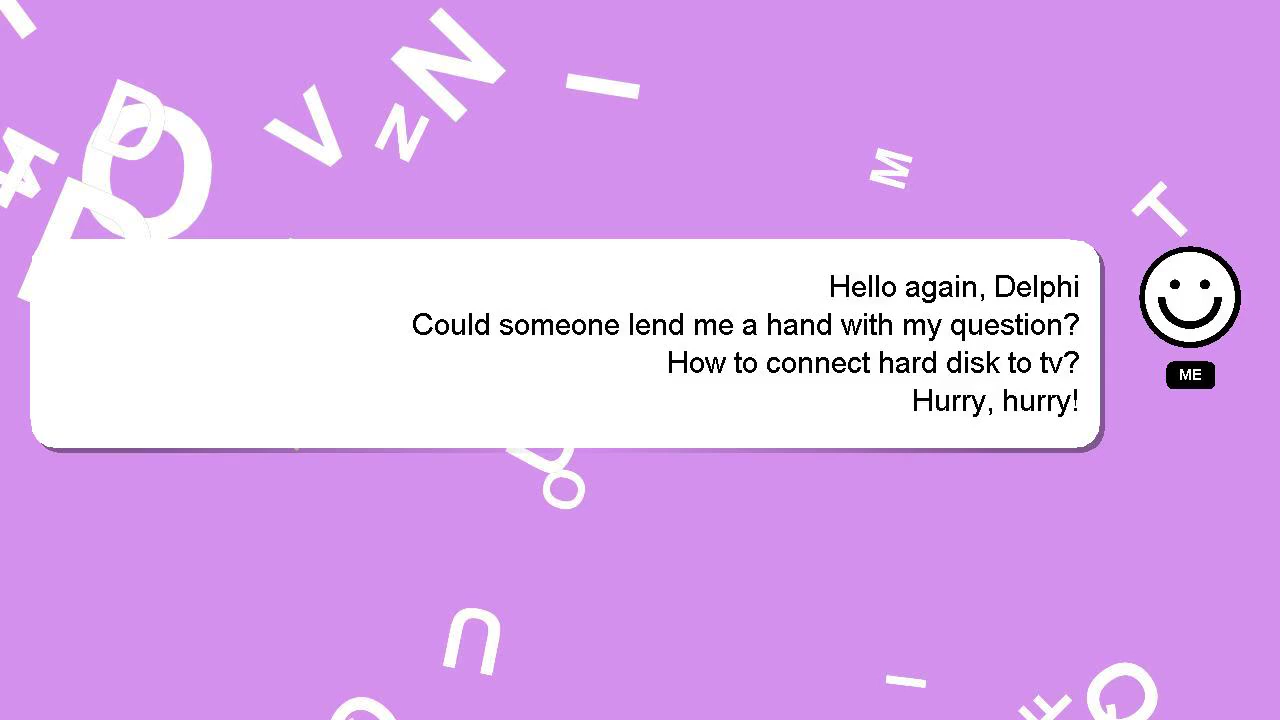 Hello again, Delphi
Could someone lend me a hand with my question?
How to connect hard disk to tv?
Hurry, hurry!
ME